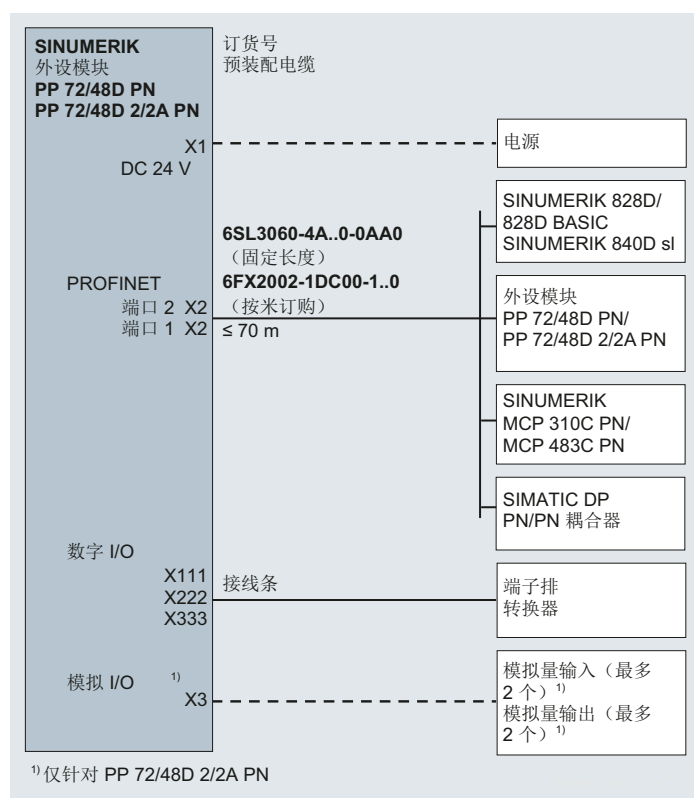 SINUMERIK
外设模块
PP 72/48D PN
PP 72/48D 2/2A PN
订货号
预装配电缆
X1
DC 24 V
电源
SINUMERIK 828D/
828D BASIC
SINUMERIK 840D sl
6SL3060-4A..0-0AA0
（固定长度）
6FX2002-1DC00-1..0
（按米订购）
≤ 70 m
PROFINET
端口 2 X2
端口 1 X2
外设模块
PP 72/48D PN/
PP 72/48D 2/2A PN
SINUMERIK
MCP 310C PN/
MCP 483C PN
SIMATIC DP
PN/PN 耦合器
数字 I/O
X111
X222
X333
接线条
端子排
转换器
模拟 I/O 1)
X3
模拟量输入（最多
2 个）1)
模拟量输出（最多
2 个）1)
1) 仅针对 PP 72/48D 2/2A PN